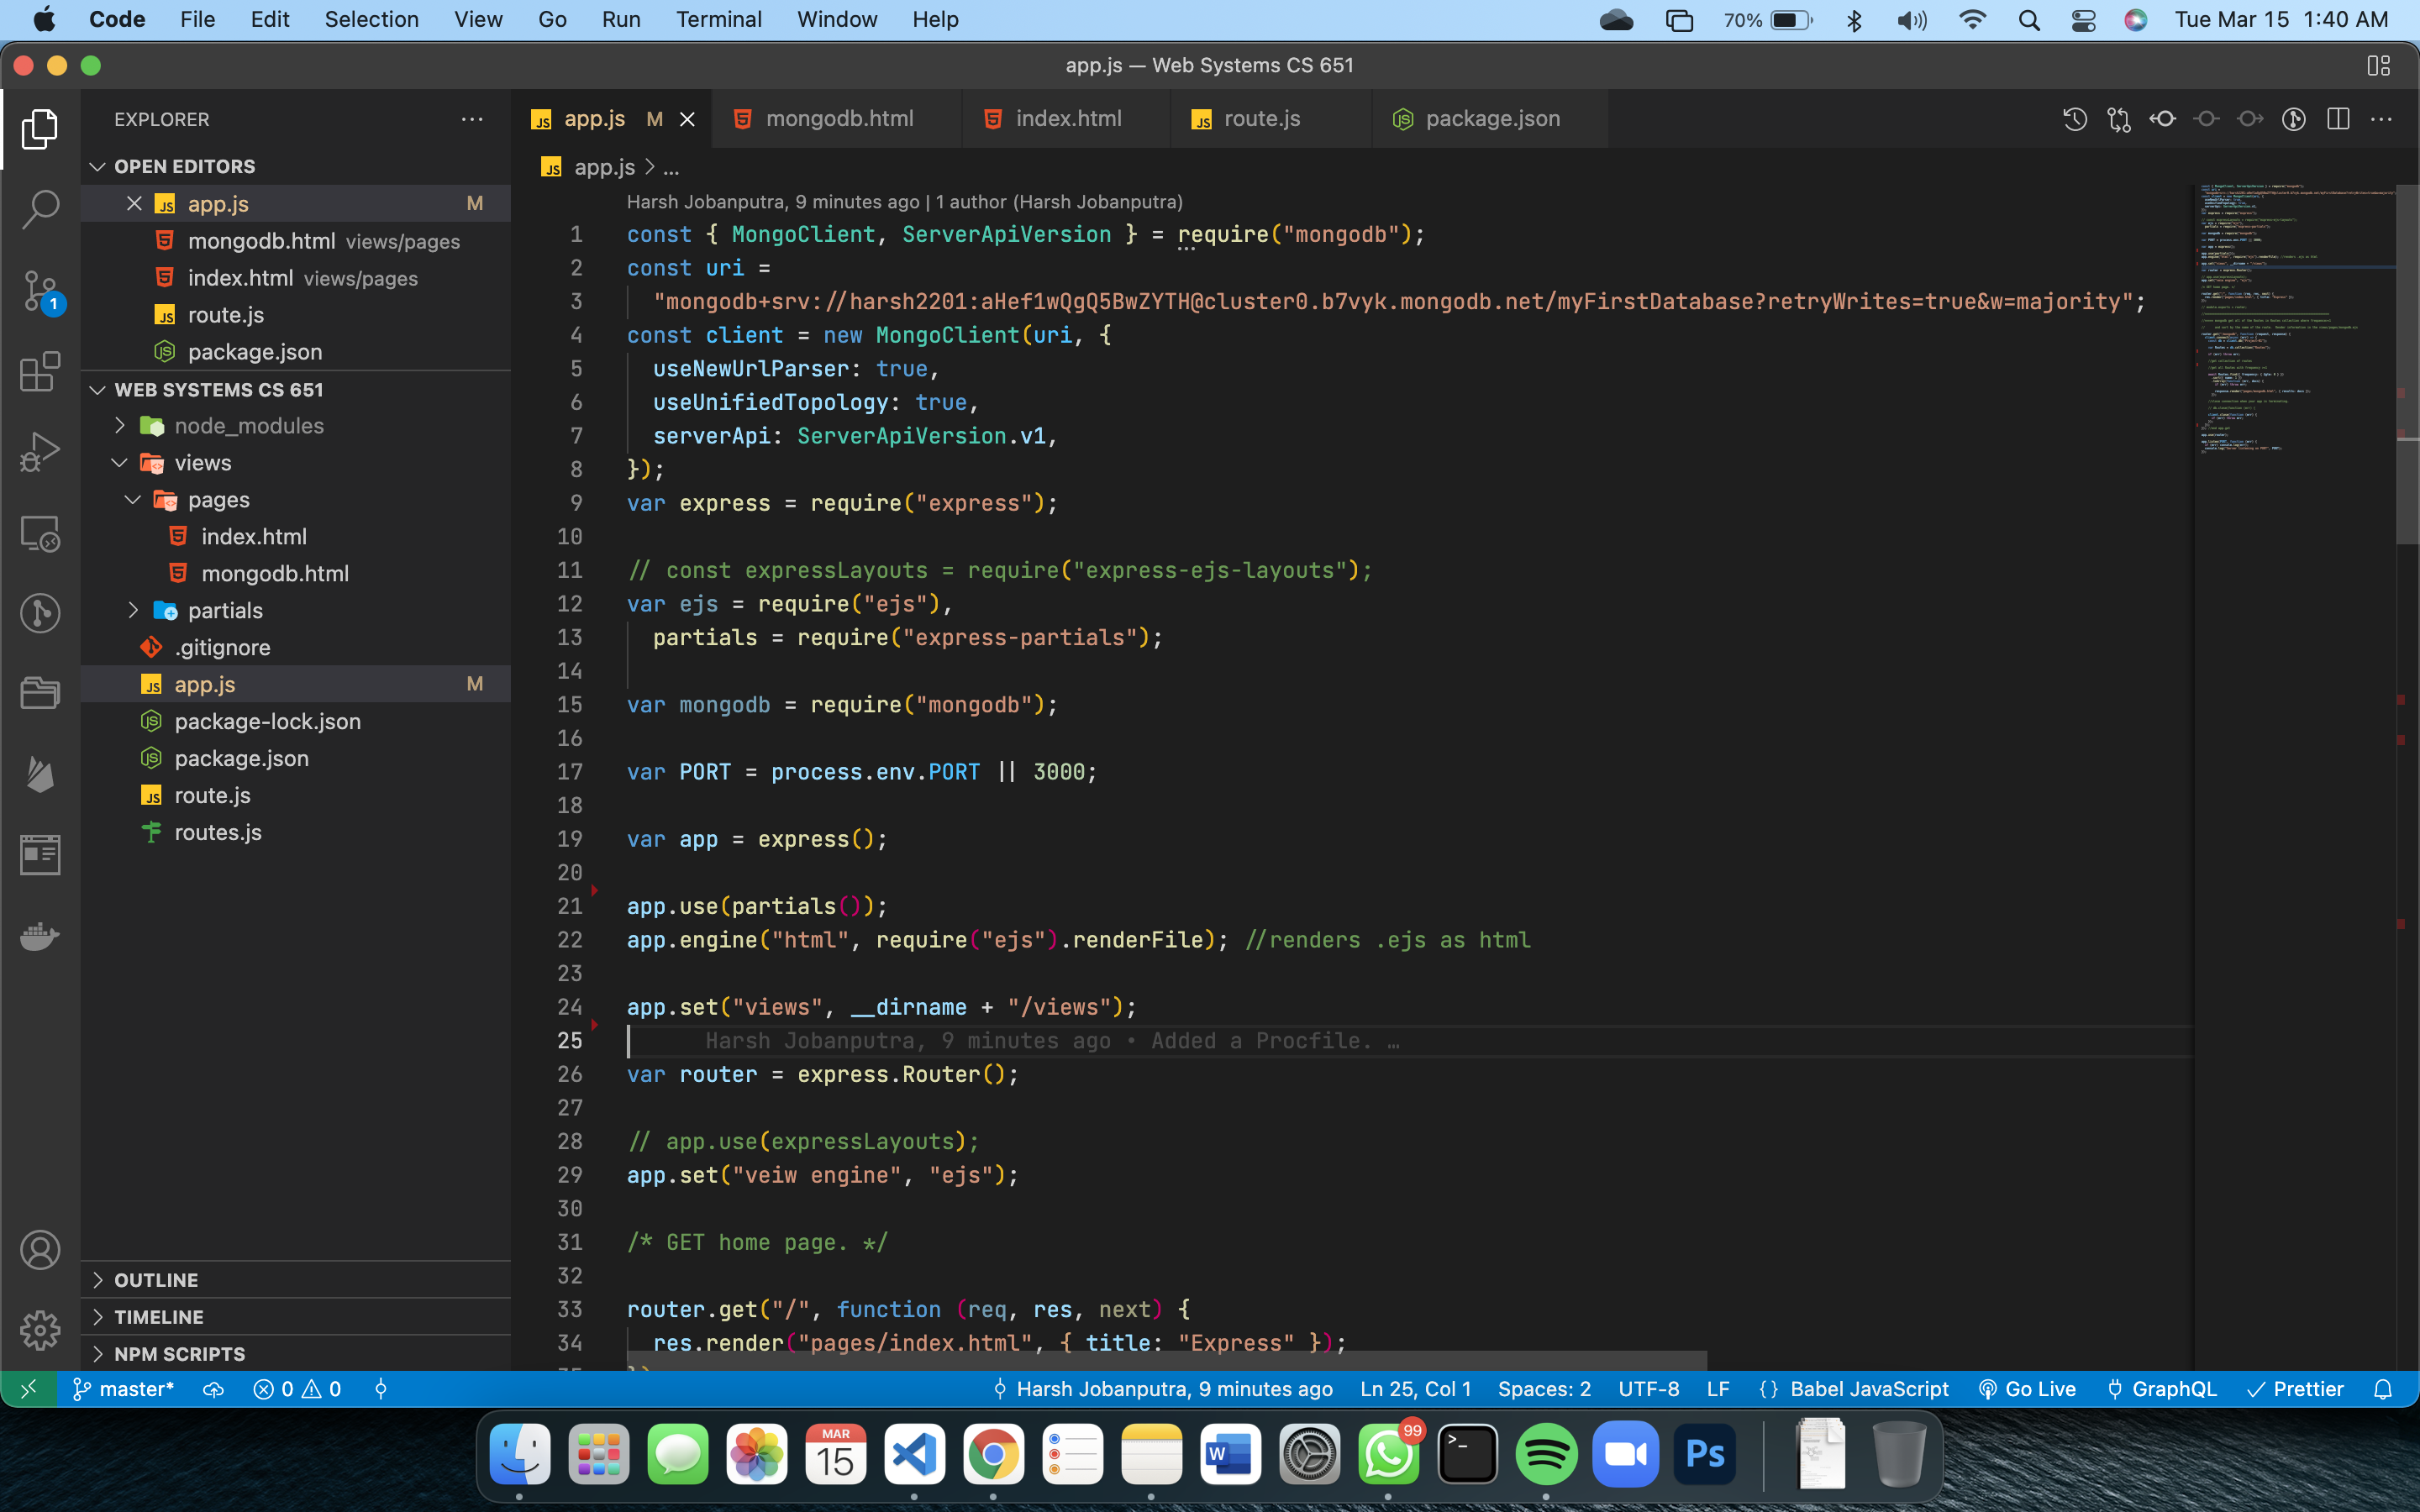 Code File Edit Selection View Go Run Terminal Window Help 70% Tue Mar 15 1:40 AM
app.js — Web Systems CS 651
EXPLORER
OPEN EDITORS
app.js M
mongodb.html views/pages
index.html views/pages
route.js
package.json
WEB SYSTEMS CS 651
node_modules
views
pages
index.html
mongodb.html
partials
.gitignore
app.js M
package-lock.json
package.json
route.js
routes.js
OUTLINE
TIMELINE
NPM SCRIPTS
1
app.js M mongodb.html index.html route.js package.json
app.js > ...
Harsh Jobanputra, 9 minutes ago | 1 author (Harsh Jobanputra)
1 const { MongoClient, ServerApiVersion } = require("mongodb");
2 const uri =
3 "mongodb+srv://harsh2201:aHef1wQgQ5BwZYTH@cluster0.b7vyk.mongodb.net/myFirstDatabase?retryWrites=true&w=majority";
4 const client = new MongoClient(uri, {
5 useNewUrlParser: true,
6 useUnifiedTopology: true,
7 serverApi: ServerApiVersion.v1,
8 });
9 var express = require("express");
10
11 // const expressLayouts = require("express-ejs-layouts");
12 var ejs = require("ejs"),
13 partials = require("express-partials");
14
15 var mongodb = require("mongodb");
16
17 var PORT = process.env.PORT || 3000;
18
19 var app = express();
20
21 app.use(partials());
22 app.engine("html", require("ejs").renderFile); //renders .ejs as html
23
24 app.set("views", __dirname + "/views");
25 Harsh Jobanputra, 9 minutes ago • Added a Procfile. …
26 var router = express.Router();
27
28 // app.use(expressLayouts);
29 app.set("veiw engine", "ejs");
30
31 /* GET home page. */
32
33 router.get("/", function (req, res, next) {
34 res.render("pages/index.html", { title: "Express" });
master* 0 0 Harsh Jobanputra, 9 minutes ago Ln 25, Col 1 Spaces: 2 UTF-8 LF {} Babel JavaScript Go Live GraphQL Prettier
MAR
15
W
99
>_
Ps